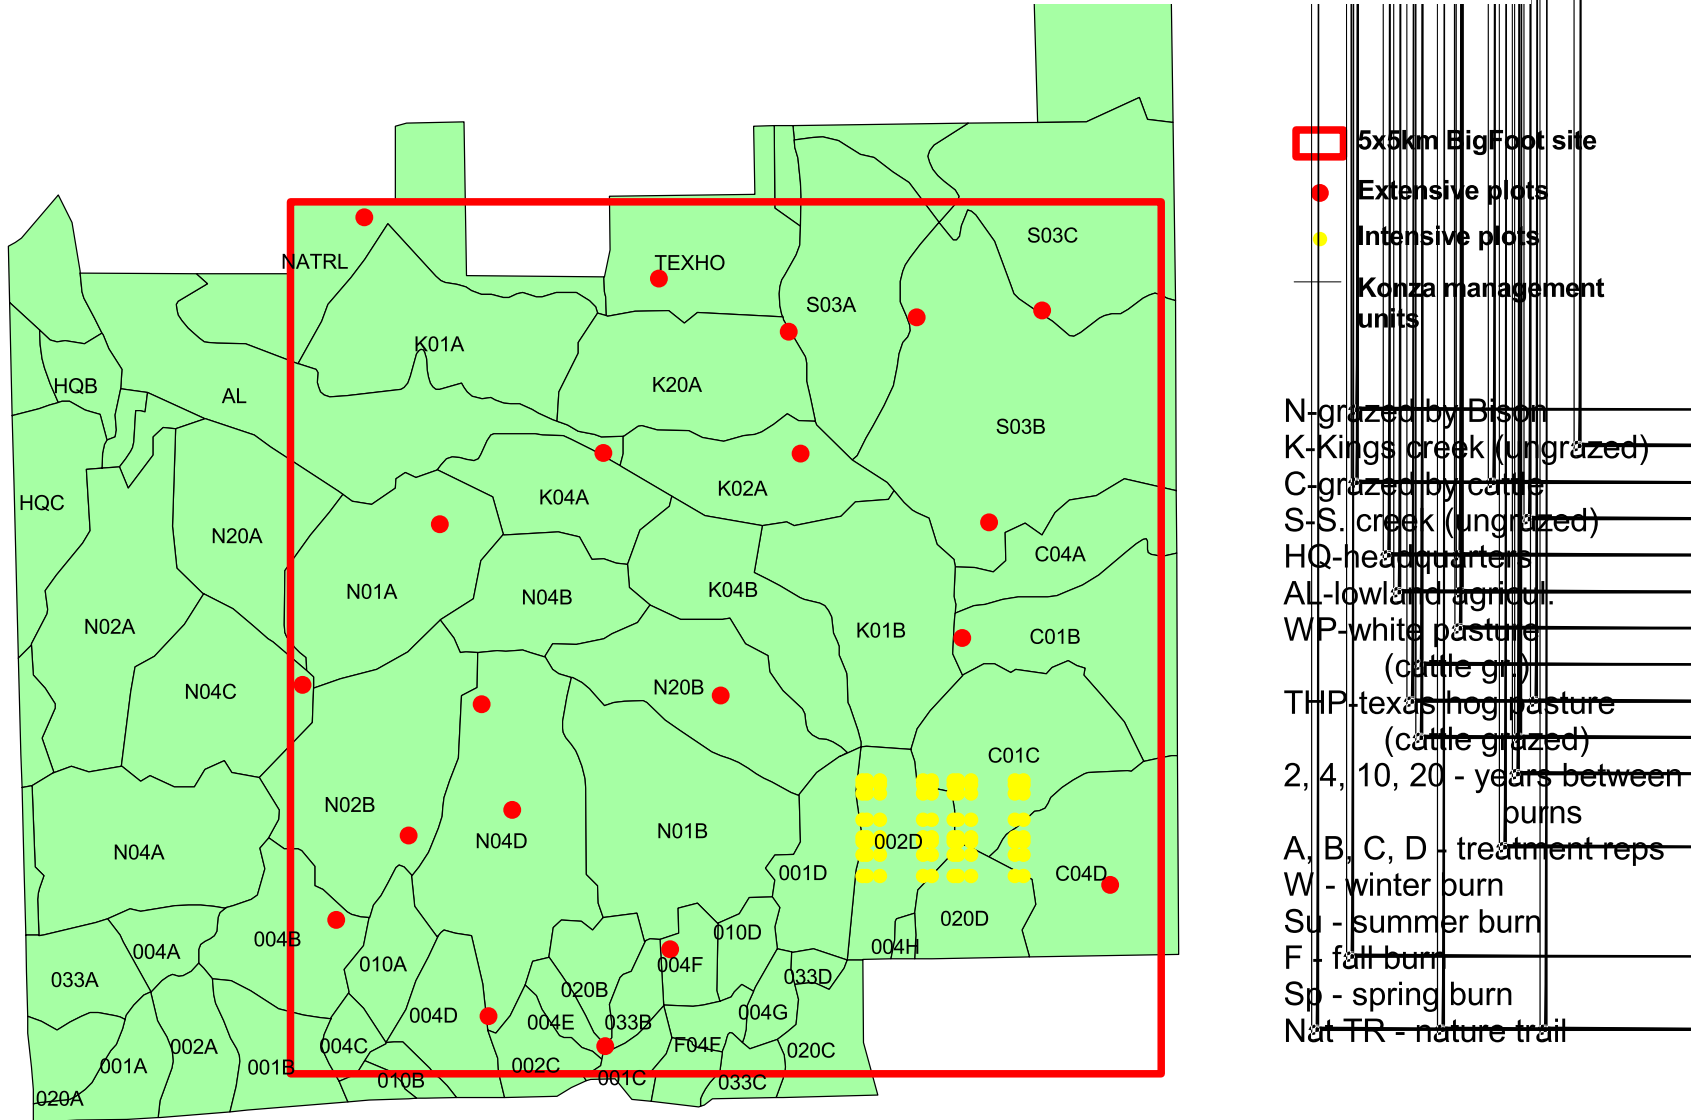 S03C
NATRL
TEXHO
S03A
K01A
K20A
HQB
AL
S03B
K02A
K04A
HQC
N20A
C04A
N01A
K04B
N04B
N02A
K01B
C01B
N04C
N20B
C01C
N02B
N01B
N04D
002D
N04A
001D
C04D
020D
010D
004B
004H
004A
010A
004F
033A
033D
020B
004G
004D
004E
033B
002A
004C
F04F
020C
001A
001B
002C
001C
010B
033C
020A
5x5km BigFoot site
Extensive plots
Intensive plots
Konza management
units
N-grazed by Bison
K-Kings creek (ungrazed)
C-grazed by cattle
S-S. creek (ungrazed)
HQ-headquarters
AL-lowland agricul.
WP-white pasture
(cattle gr.)
THP-texas hog pasture
(cattle grazed)
2, 4, 10, 20 - years between
burns
A, B, C, D - treatment reps
W - winter burn
Su - summer burn
F - fall burn
Sp - spring burn
Nat TR - nature trail